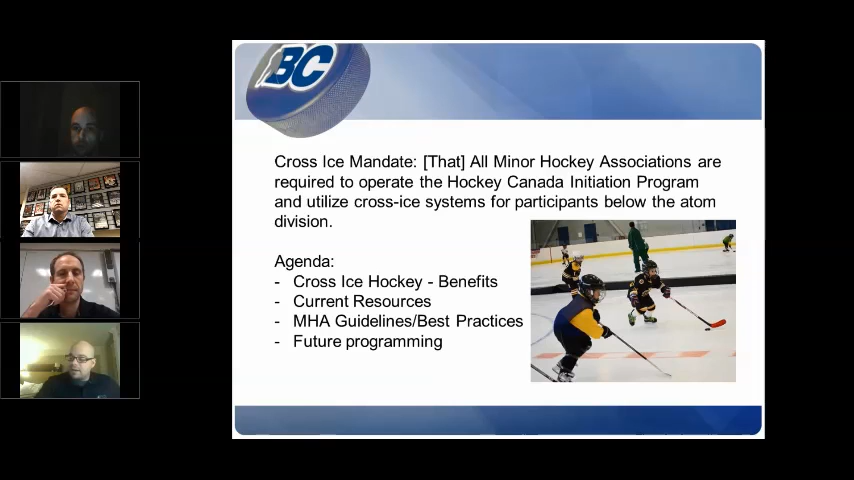 BC
Cross Ice Mandate: [That] All Minor Hockey Associations are
required to operate the Hockey Canada Initiation Program
and utilize cross-ice systems for participants below the atom
division.
Agenda:
- Cross Ice Hockey - Benefits
- Current Resources
- MHA Guidelines/Best Practices
- Future programming